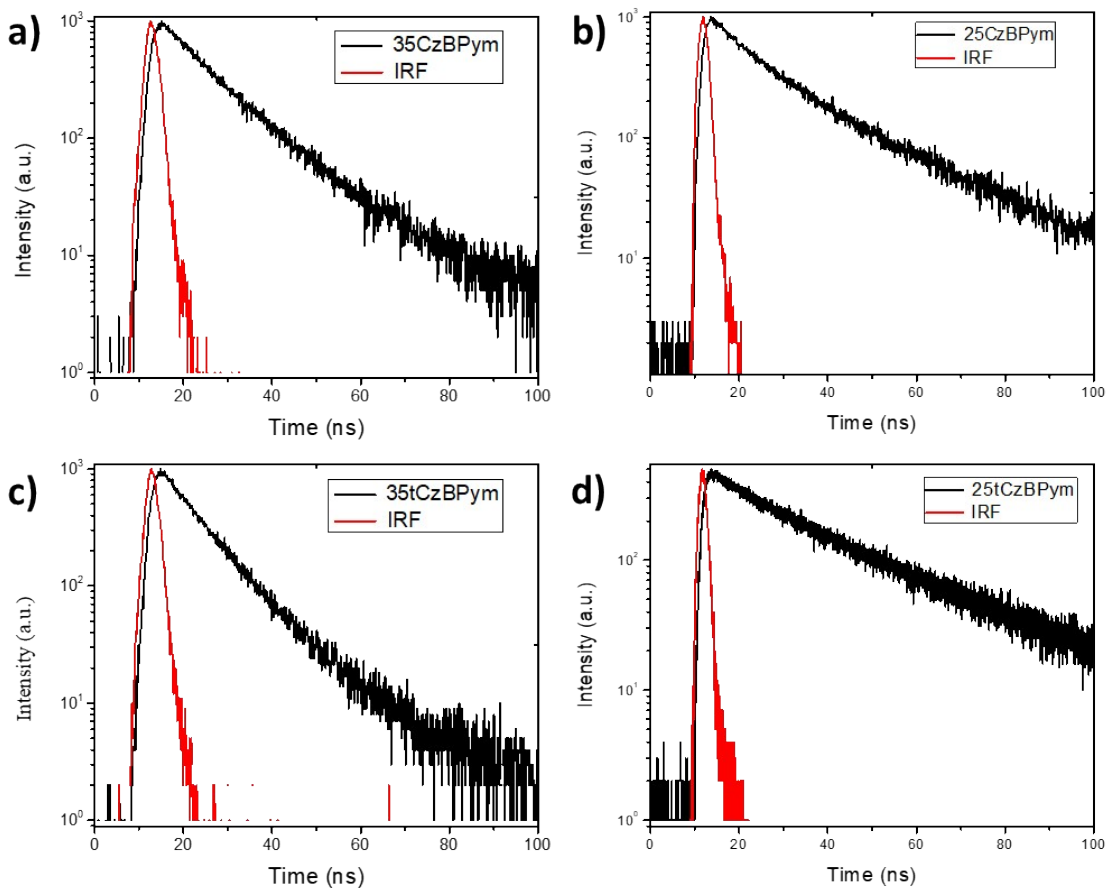 a)
35CzBPym
IRF
Intensity (a.u.)
10³
10²
10¹
10⁰
0 20 40 60 80 100
Time (ns)
b)
25CzBPym
IRF
Intensity (a.u.)
10³
10²
10¹
0 20 40 60 80 100
Time (ns)
c)
35tCzBPym
IRF
Intensity (a.u.)
10³
10²
10¹
10⁰
0 20 40 60 80 100
Time (ns)
d)
25tCzBPym
IRF
Intensity (a.u.)
10²
10¹
10⁰
0 20 40 60 80 100
Time (ns)